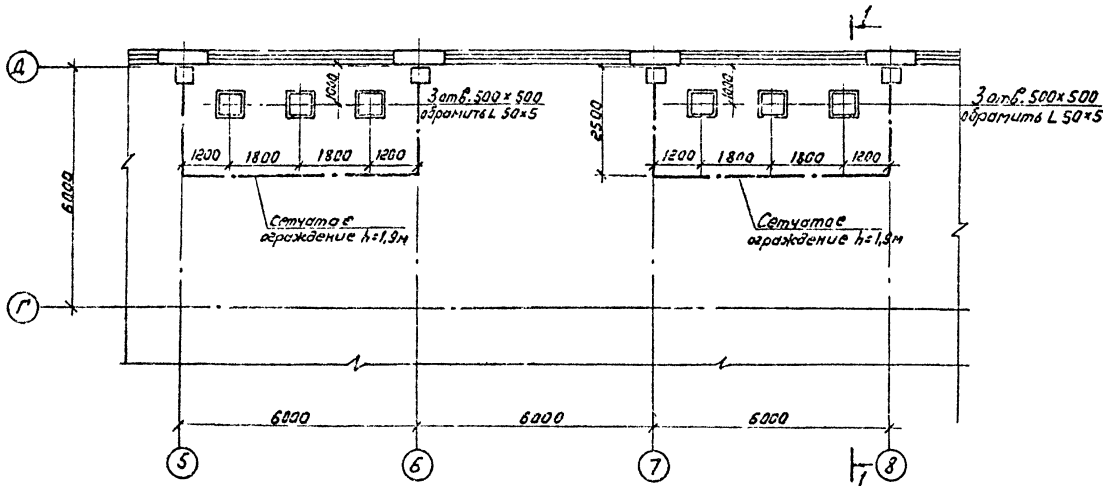 1
Д
1000
1000
3 отв. 500×500
обрамить L 50×5
3 отв. 500×500
обрамить L 50×5
2500
1200 1800 1800 1200
1200 1800 1800 1200
6000
Сетчатое
ограждение h=1,9м
Сетчатое
ограждение h=1,9м
Г
6000 6000 6000
5 6 7 1 8